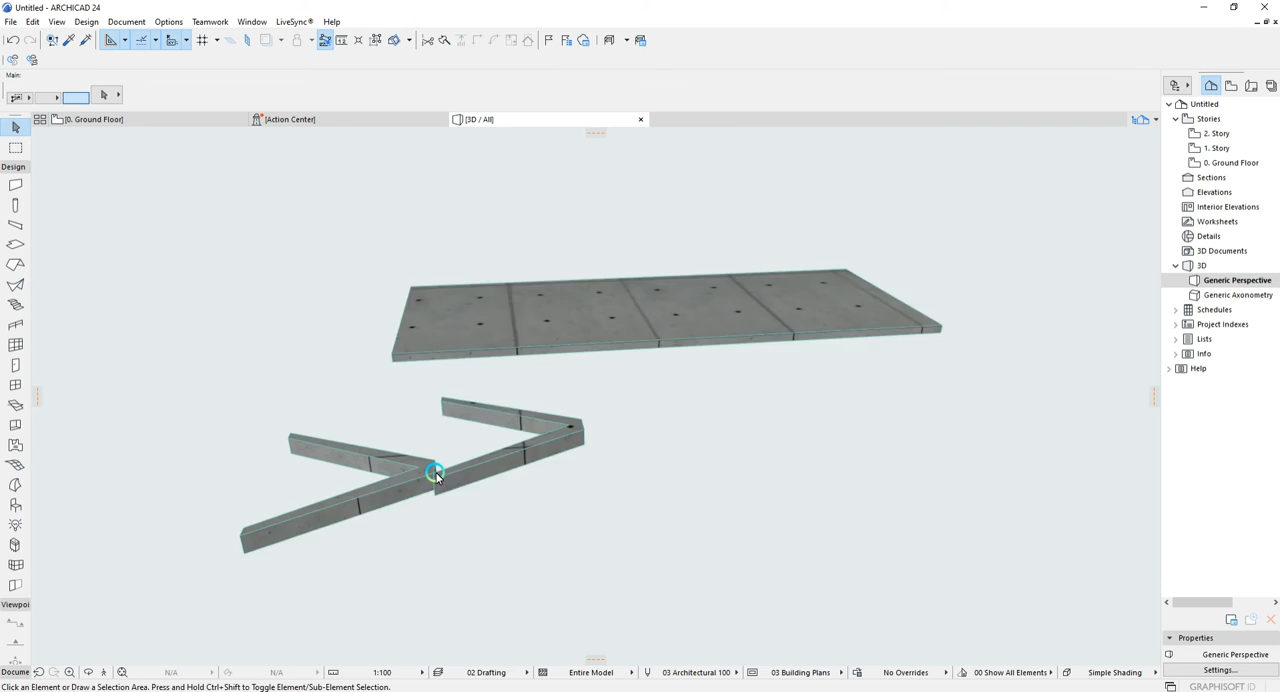 Untitled - ARCHICAD 24
File Edit View Design Document Options Teamwork Window LiveSync® Help
Main:
[0. Ground Floor] [Action Center] [3D / All]
Design
Viewpoi
Docume
Untitled
Stories
2. Story
1. Story
0. Ground Floor
Sections
Elevations
Interior Elevations
Worksheets
Details
3D Documents
3D
Generic Perspective
Generic Axonometry
Schedules
Project Indexes
Lists
Info
Help
Properties
Generic Perspective
Settings...
N/A N/A 1:100 02 Drafting Entire Model 03 Architectural 100 03 Building Plans No Overrides 00 Show All Elements Simple Shading
Click an Element or Draw a Selection Area. Press and Hold Ctrl+Shift to Toggle Element/Sub-Element Selection.
GRAPHISOFT ID